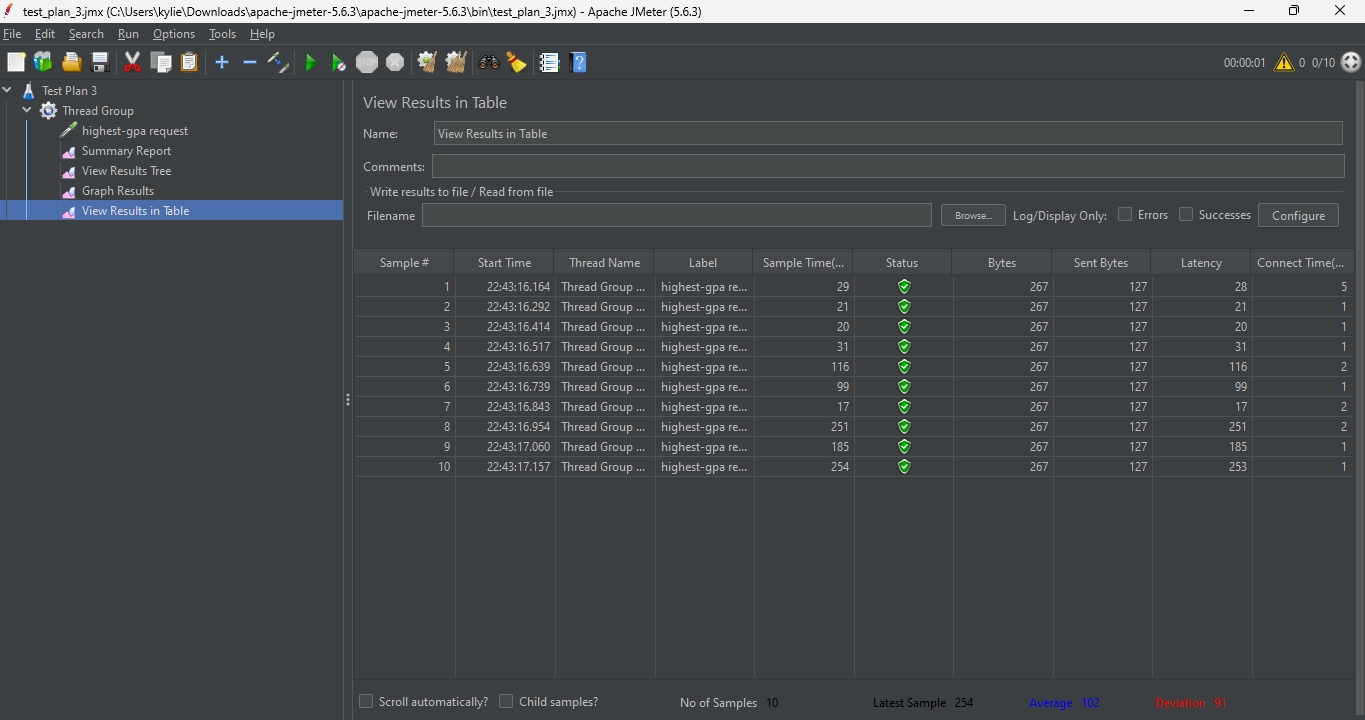 test_plan_3.jmx (C:\Users\kylie\Downloads\apache-jmeter-5.6.3\apache-jmeter-5.6.3\bin\test_plan_3.jmx) - Apache JMeter (5.6.3)
File Edit Search Run Options Tools Help
STOP 00:00:01 0 0/10
Test Plan 3
Thread Group
highest-gpa request
Summary Report
View Results Tree
Graph Results
View Results in Table
View Results in Table
Name: View Results in Table
Comments:
Write results to file / Read from file
Filename Browse... Log/Display Only: Errors Successes Configure
Sample # Start Time Thread Name Label Sample Time(... Status Bytes Sent Bytes Latency Connect Time(...
1 22:43:16.164 Thread Group ... highest-gpa re... 29 267 127 28 5
2 22:43:16.292 Thread Group ... highest-gpa re... 21 267 127 21 1
3 22:43:16.414 Thread Group ... highest-gpa re... 20 267 127 20 1
4 22:43:16.517 Thread Group ... highest-gpa re... 31 267 127 31 1
5 22:43:16.639 Thread Group ... highest-gpa re... 116 267 127 116 2
6 22:43:16.739 Thread Group ... highest-gpa re... 99 267 127 99 1
7 22:43:16.843 Thread Group ... highest-gpa re... 17 267 127 17 2
8 22:43:16.954 Thread Group ... highest-gpa re... 251 267 127 251 2
9 22:43:17.060 Thread Group ... highest-gpa re... 185 267 127 185 1
10 22:43:17.157 Thread Group ... highest-gpa re... 254 267 127 253 1
Scroll automatically? Child samples? No of Samples 10 Latest Sample 254 Average 102 Deviation 91